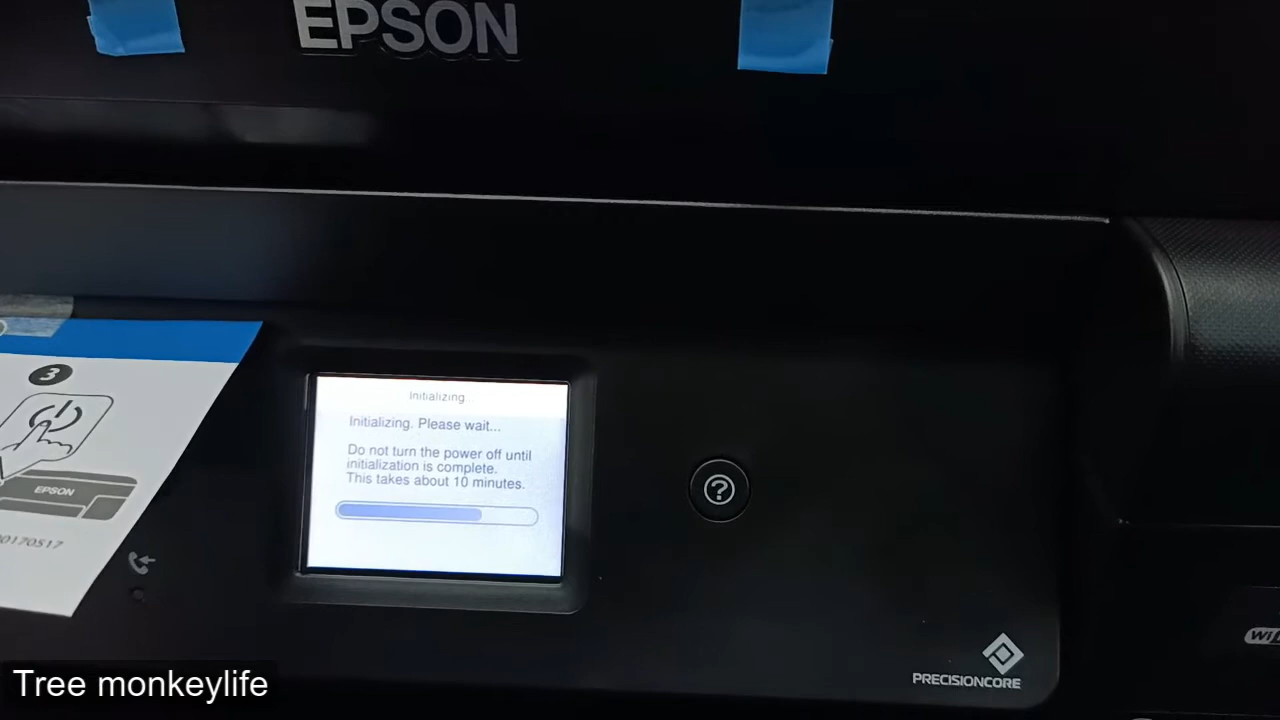 EPSON
3
EPSON
Initializing
Initializing. Please wait...
Do not turn the power off until
initialization is complete.
This takes about 10 minutes.
?
PRECISIONCORE
Tree monkeylife